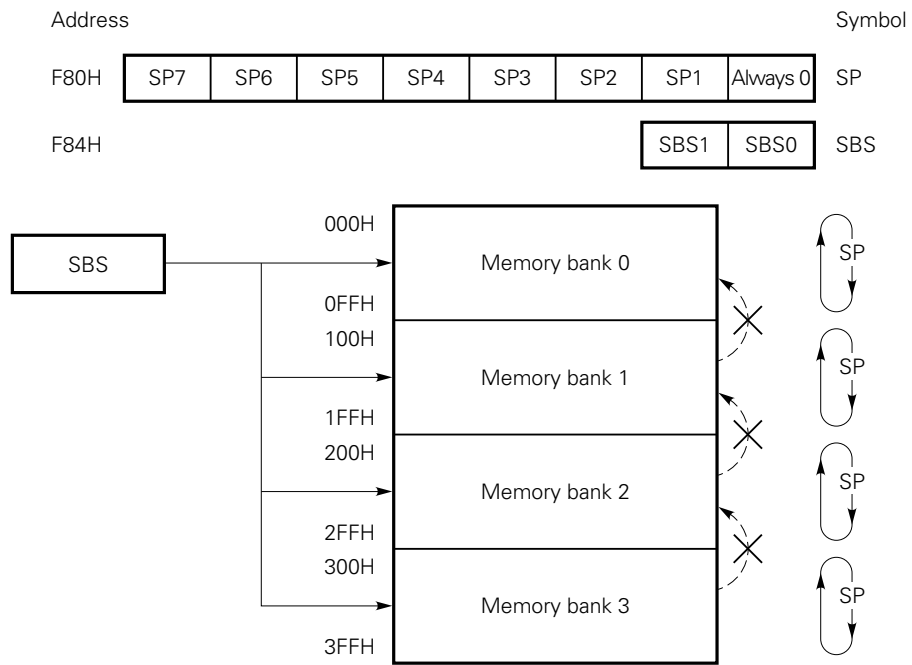 Address Symbol
F80H SP7 SP6 SP5 SP4 SP3 SP2 SP1 Always 0 SP
F84H SBS1 SBS0 SBS
000H
SBS Memory bank 0 SP
0FFH
100H
Memory bank 1 SP
1FFH
200H
Memory bank 2 SP
2FFH
300H
Memory bank 3 SP
3FFH